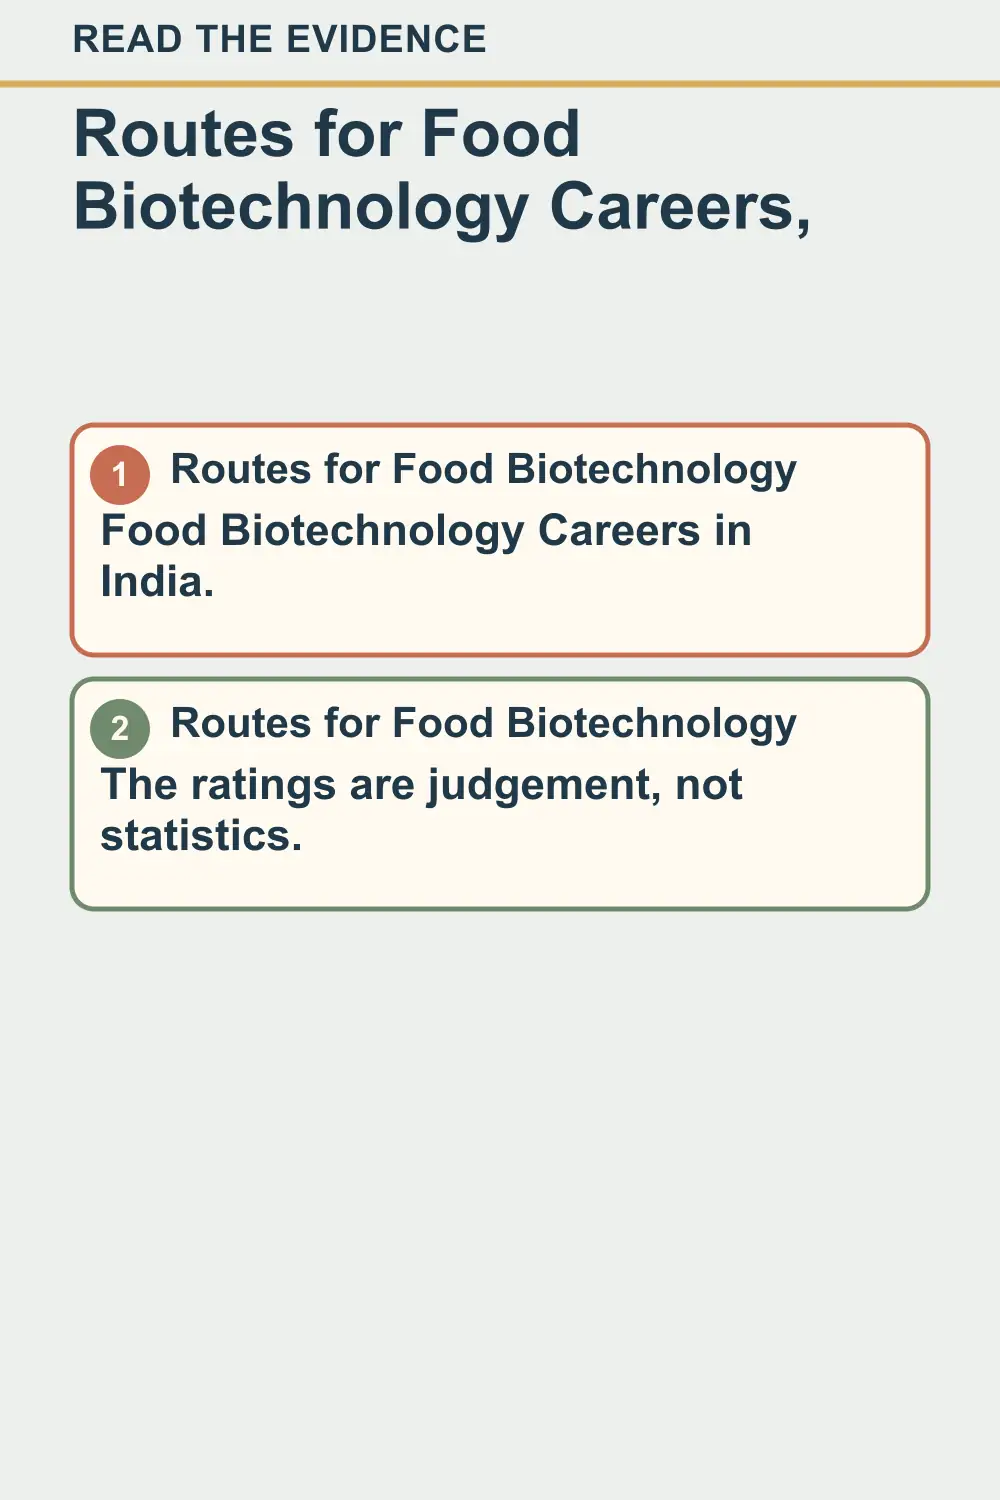 READ THE EVIDENCE
Routes for Food
Biotechnology Careers,
1 Routes for Food Biotechnology
Food Biotechnology Careers in
India.
2 Routes for Food Biotechnology
The ratings are judgement, not
statistics.